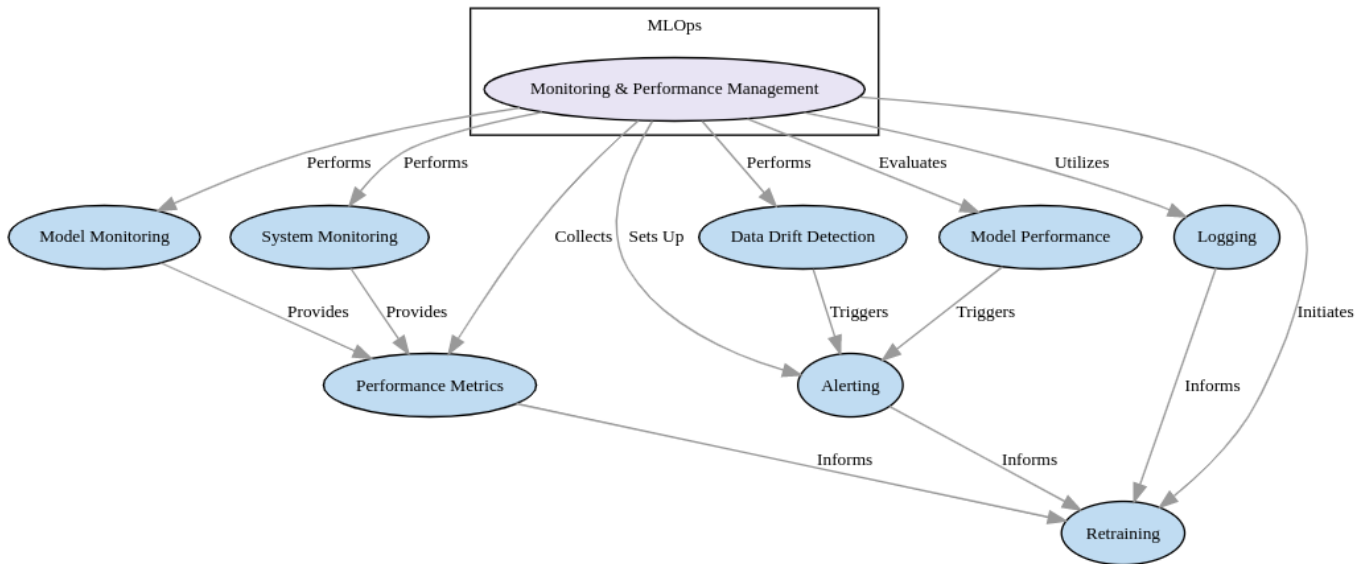 MLOps
Monitoring & Performance Management
Performs
Performs
Performs
Evaluates
Utilizes
Model Monitoring
System Monitoring
Collects
Sets Up
Data Drift Detection
Model Performance
Logging
Provides
Provides
Triggers
Triggers
Initiates
Performance Metrics
Alerting
Informs
Informs
Informs
Retraining